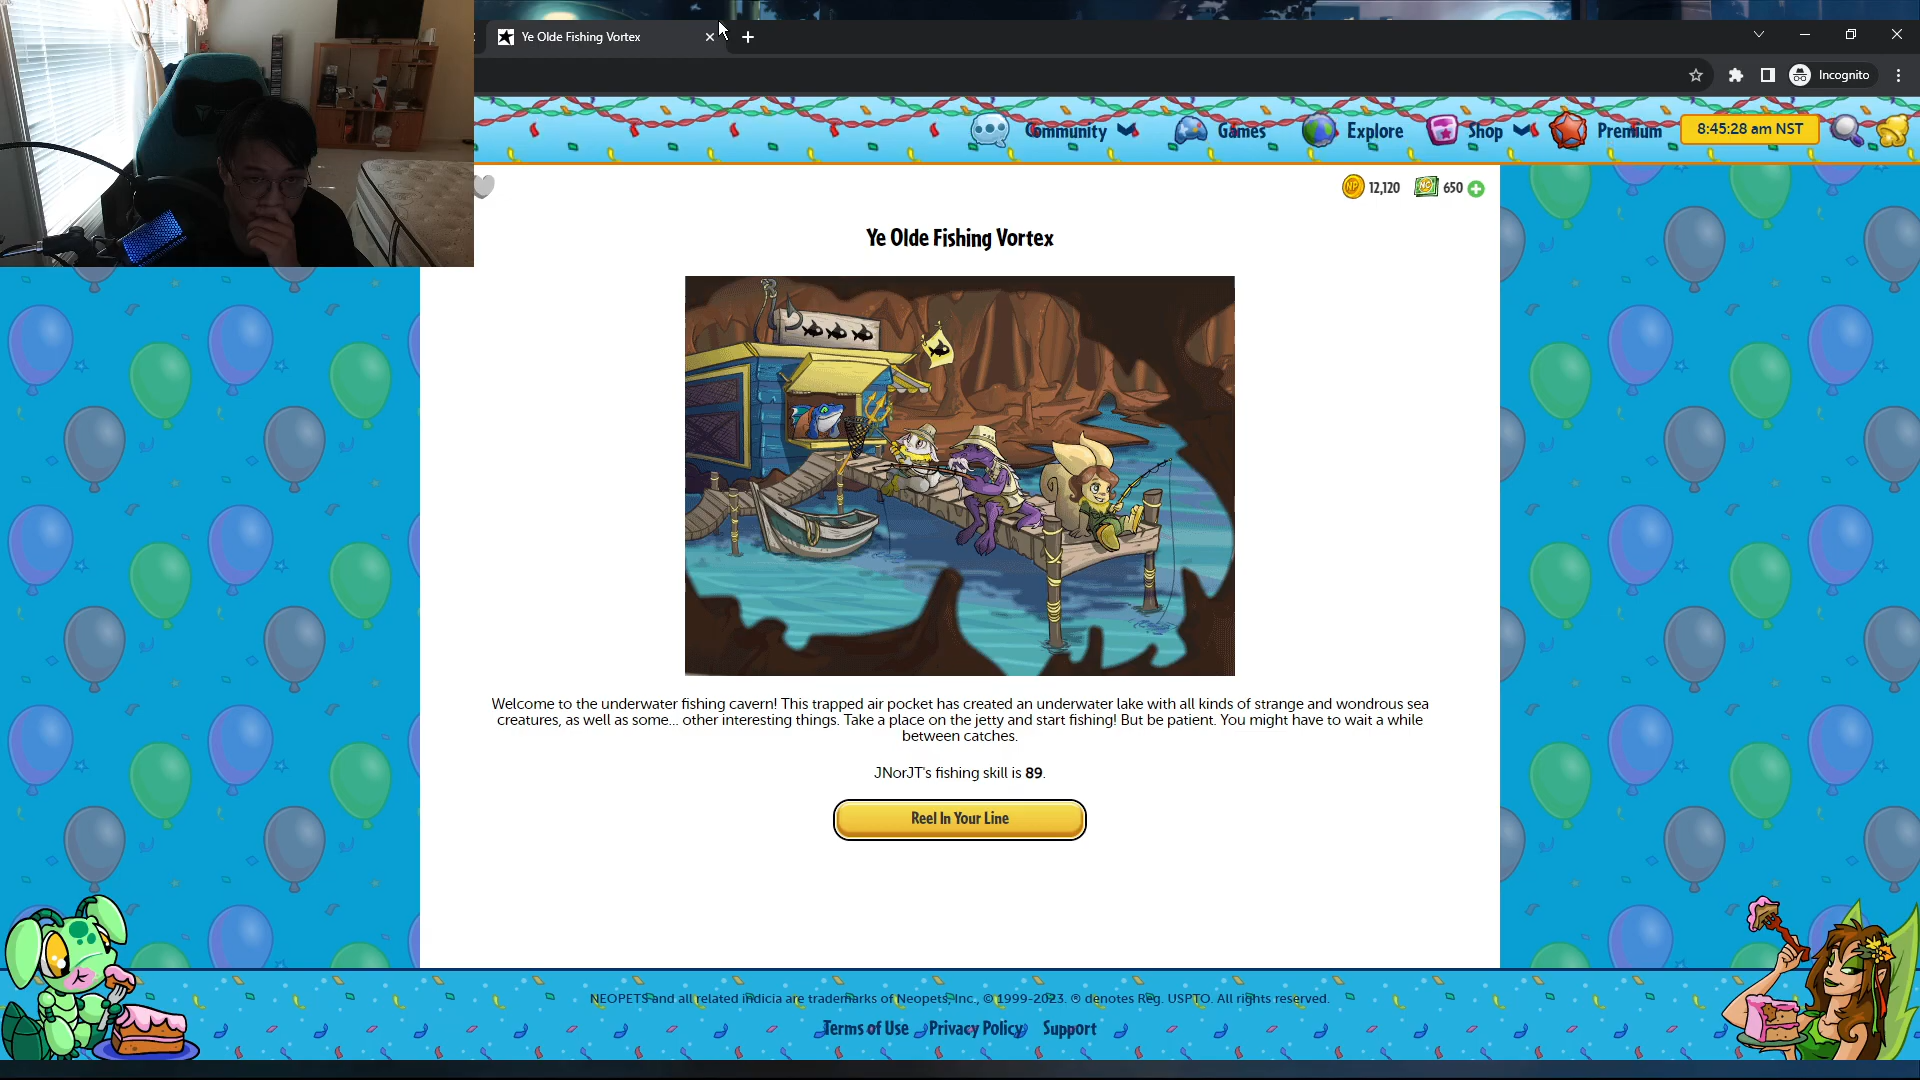 Ye Olde Fishing Vortex
Incognito
Community
Games
Explore
Shop
Premium
8:45:28 am NST
NP
12,120
NC
650
Ye Olde Fishing Vortex
Welcome to the underwater fishing cavern! This trapped air pocket has created an underwater lake with all kinds of strange and wondrous sea
creatures, as well as some... other interesting things. Take a place on the jetty and start fishing! But be patient. You might have to wait a while
between catches.
JNorJT's fishing skill is 89.
Reel In Your Line
NEOPETS and all related indicia are trademarks of Neopets, Inc., © 1999-2023. ® denotes Reg. USPTO. All rights reserved.
Terms of Use Privacy Policy Support